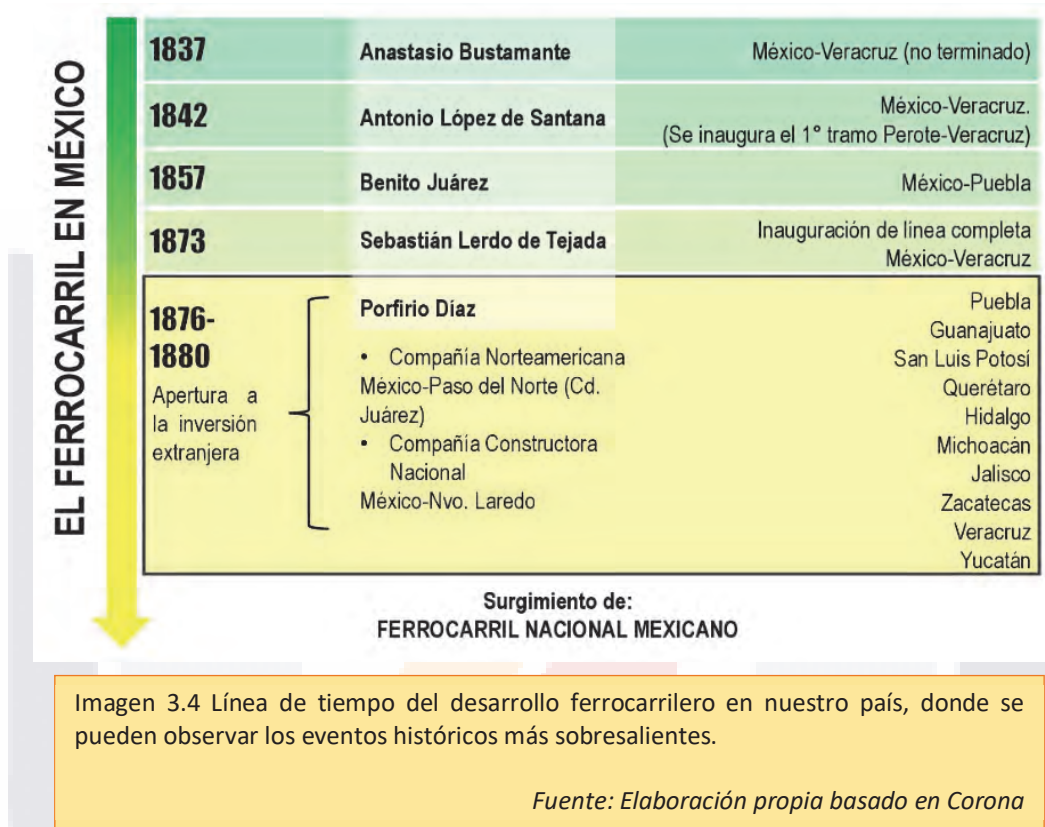 EL FERROCARRIL EN MÉXICO
1837 Anastasio Bustamante México-Veracruz (no terminado)
1842 Antonio López de Santana México-Veracruz.
(Se inaugura el 1° tramo Perote-Veracruz)
1857 Benito Juárez México-Puebla
1873 Sebastián Lerdo de Tejada Inauguración de línea completa
México-Veracruz
1876-
1880
Apertura a
la inversión
extranjera
Porfirio Díaz
• Compañía Norteamericana
México-Paso del Norte (Cd.
Juárez)
• Compañía Constructora
Nacional
México-Nvo. Laredo
Puebla
Guanajuato
San Luis Potosí
Querétaro
Hidalgo
Michoacán
Jalisco
Zacatecas
Veracruz
Yucatán
Surgimiento de:
FERROCARRIL NACIONAL MEXICANO
Imagen 3.4 Línea de tiempo del desarrollo ferrocarrilero en nuestro país, donde se
pueden observar los eventos históricos más sobresalientes.
Fuente: Elaboración propia basado en Corona